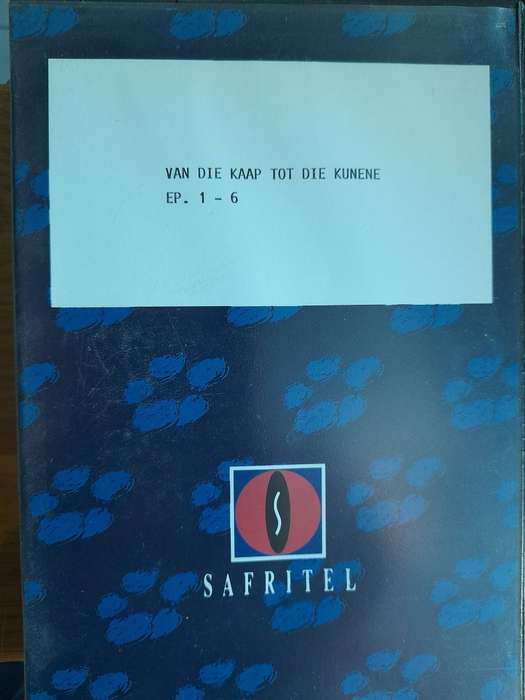 VAN DIE KAAP TOT DIE KUNENE
EP. 1 - 6
S
SAFRITEL